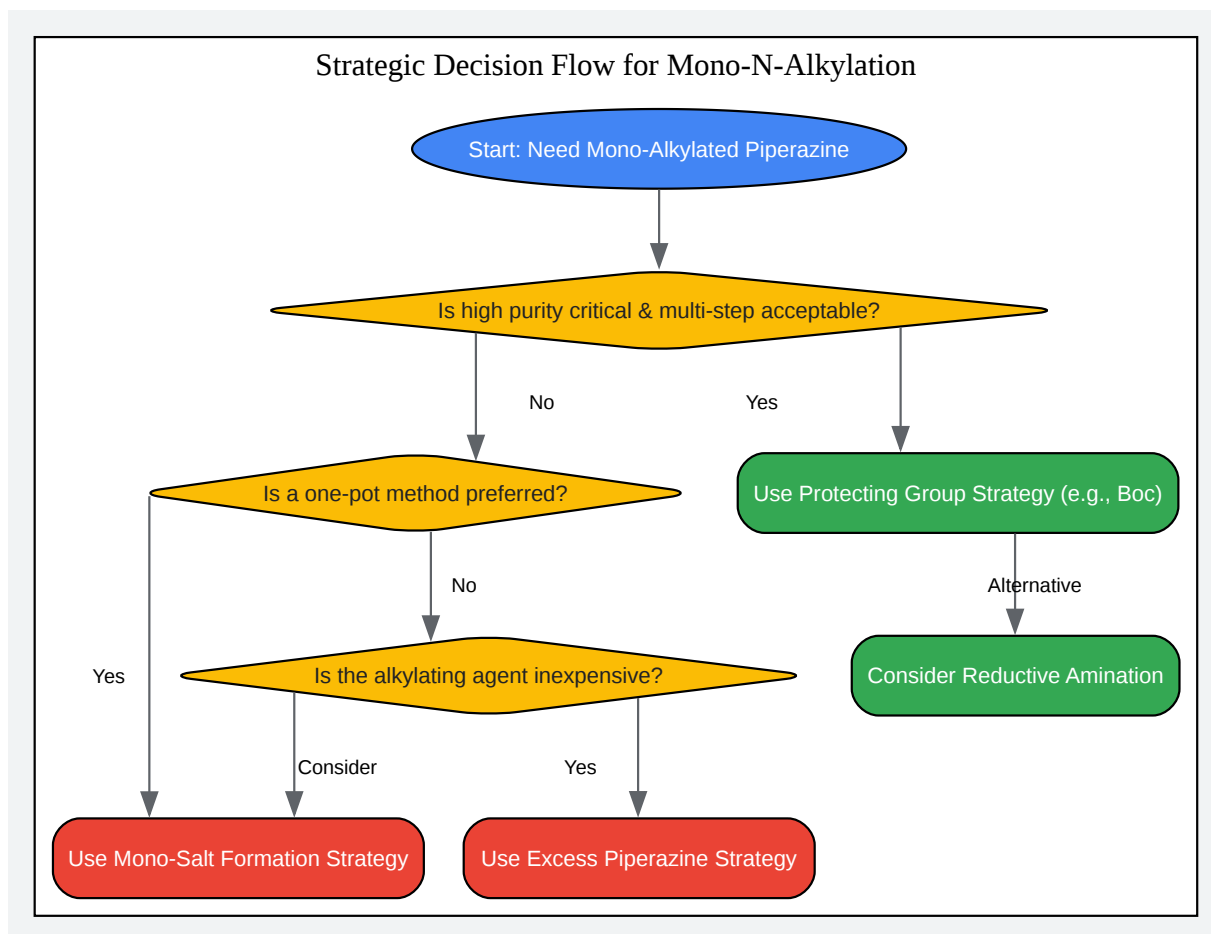 Strategic Decision Flow for Mono-N-Alkylation
Start: Need Mono-Alkylated Piperazine
Is high purity critical & multi-step acceptable?
No
Yes
Is a one-pot method preferred?
Use Protecting Group Strategy (e.g., Boc)
No
Alternative
Yes
Is the alkylating agent inexpensive?
Consider Reductive Amination
Consider
Yes
Use Mono-Salt Formation Strategy
Use Excess Piperazine Strategy